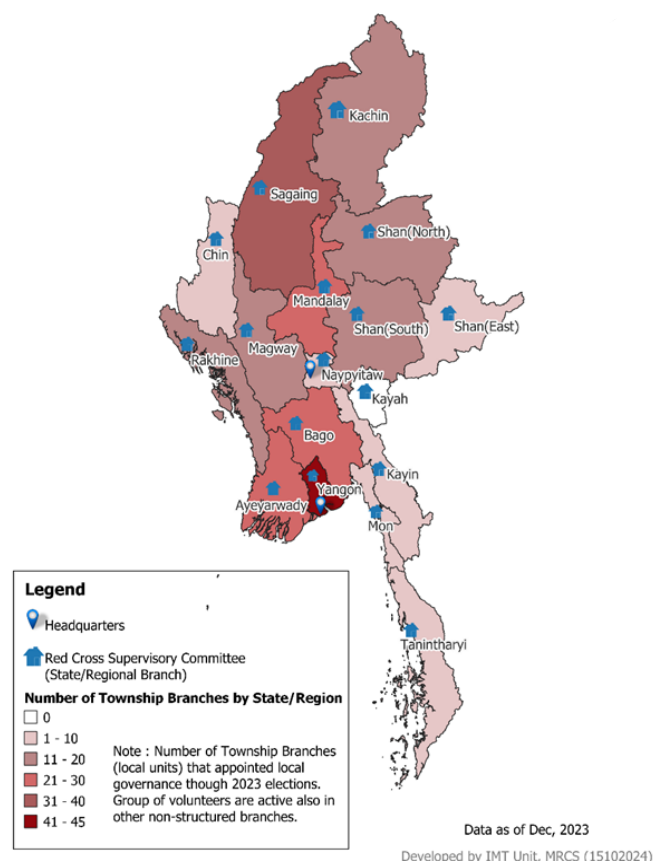 Kachin
Sagaing
Shan(North)
Chin
Mandalay
Shan(South)
Shan(East)
Rakhine
Magway
Naypyitaw
Kayah
Bago
Kayin
Yangon
Ayeyarwady
Mon
Tanintharyi
Legend
Headquarters
Red Cross Supervisory Committee
(State/Regional Branch)
Number of Township Branches by State/Region
0
1 - 10
11 - 20
21 - 30
31 - 40
41 - 45
Note : Number of Township Branches
(local units) that appointed local
governance though 2023 elections.
Group of volunteers are active also in
other non-structured branches.
Data as of Dec, 2023
Developed by IMT Unit, MRCS (15102024)